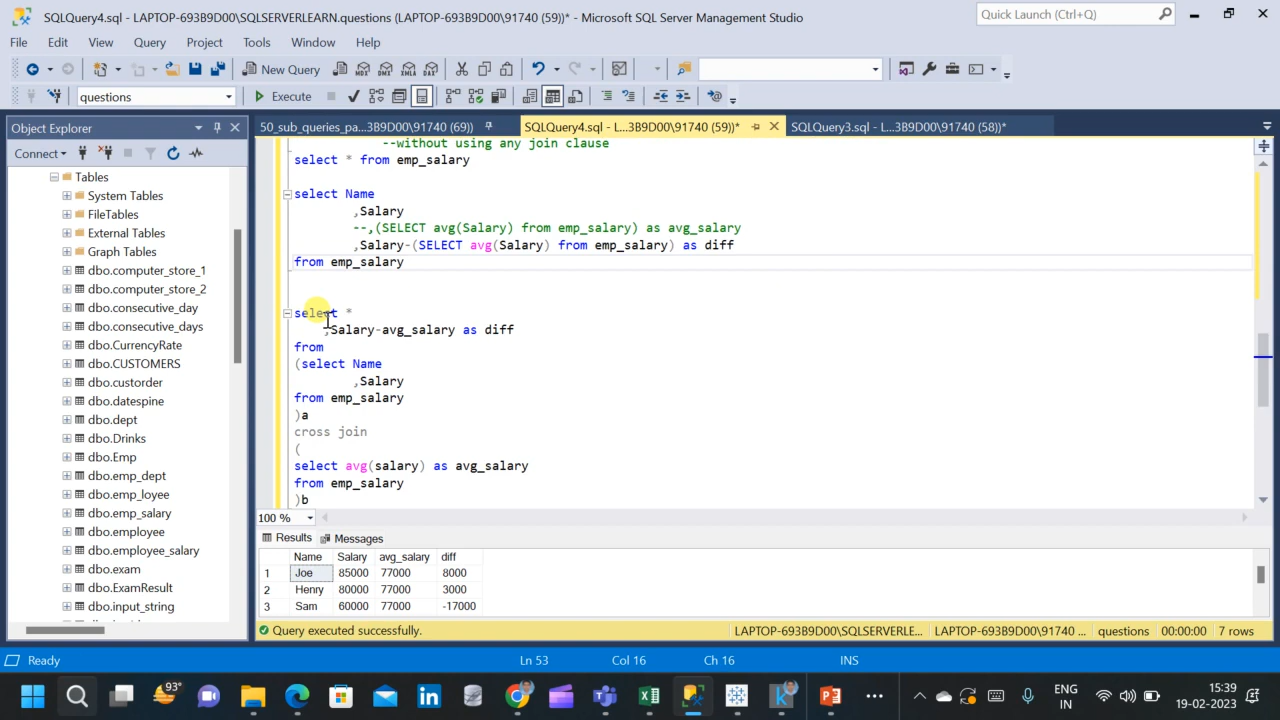 SQLQuery4.sql - LAPTOP-693B9D00\SQLSERVERLEARN.questions (LAPTOP-693B9D00\91740 (59))* - Microsoft SQL Server Management Studio
Quick Launch (Ctrl+Q)
File Edit View Query Project Tools Window Help
New Query MDX DMX XMLA DAX
questions Execute
Object Explorer
50_sub_queries_pa...3B9D00\91740 (69)) SQLQuery4.sql - L...3B9D00\91740 (59))* SQLQuery3.sql - L...3B9D00\91740 (58))*
Connect
Tables
System Tables
FileTables
External Tables
Graph Tables
dbo.computer_store_1
dbo.computer_store_2
dbo.consecutive_day
dbo.consecutive_days
dbo.CurrencyRate
dbo.CUSTOMERS
dbo.custorder
dbo.datespine
dbo.dept
dbo.Drinks
dbo.Emp
dbo.emp_dept
dbo.emp_loyee
dbo.emp_salary
dbo.employee
dbo.employee_salary
dbo.exam
dbo.ExamResult
dbo.input_string
--without using any join clause
select * from emp_salary
select Name
,Salary
--,(SELECT avg(Salary) from emp_salary) as avg_salary
,Salary-(SELECT avg(Salary) from emp_salary) as diff
from emp_salary
select *
,Salary-avg_salary as diff
from
(select Name
,Salary
from emp_salary
)a
cross join
(
select avg(salary) as avg_salary
from emp_salary
)b
100 %
Results Messages
Name Salary avg_salary diff
1 Joe 85000 77000 8000
2 Henry 80000 77000 3000
3 Sam 60000 77000 -17000
Query executed successfully. LAPTOP-693B9D00\SQLSERVERLE... LAPTOP-693B9D00\91740 ... questions 00:00:00 7 rows
Ready Ln 53 Col 16 Ch 16 INS
93°
ENG
IN
15:39
19-02-2023